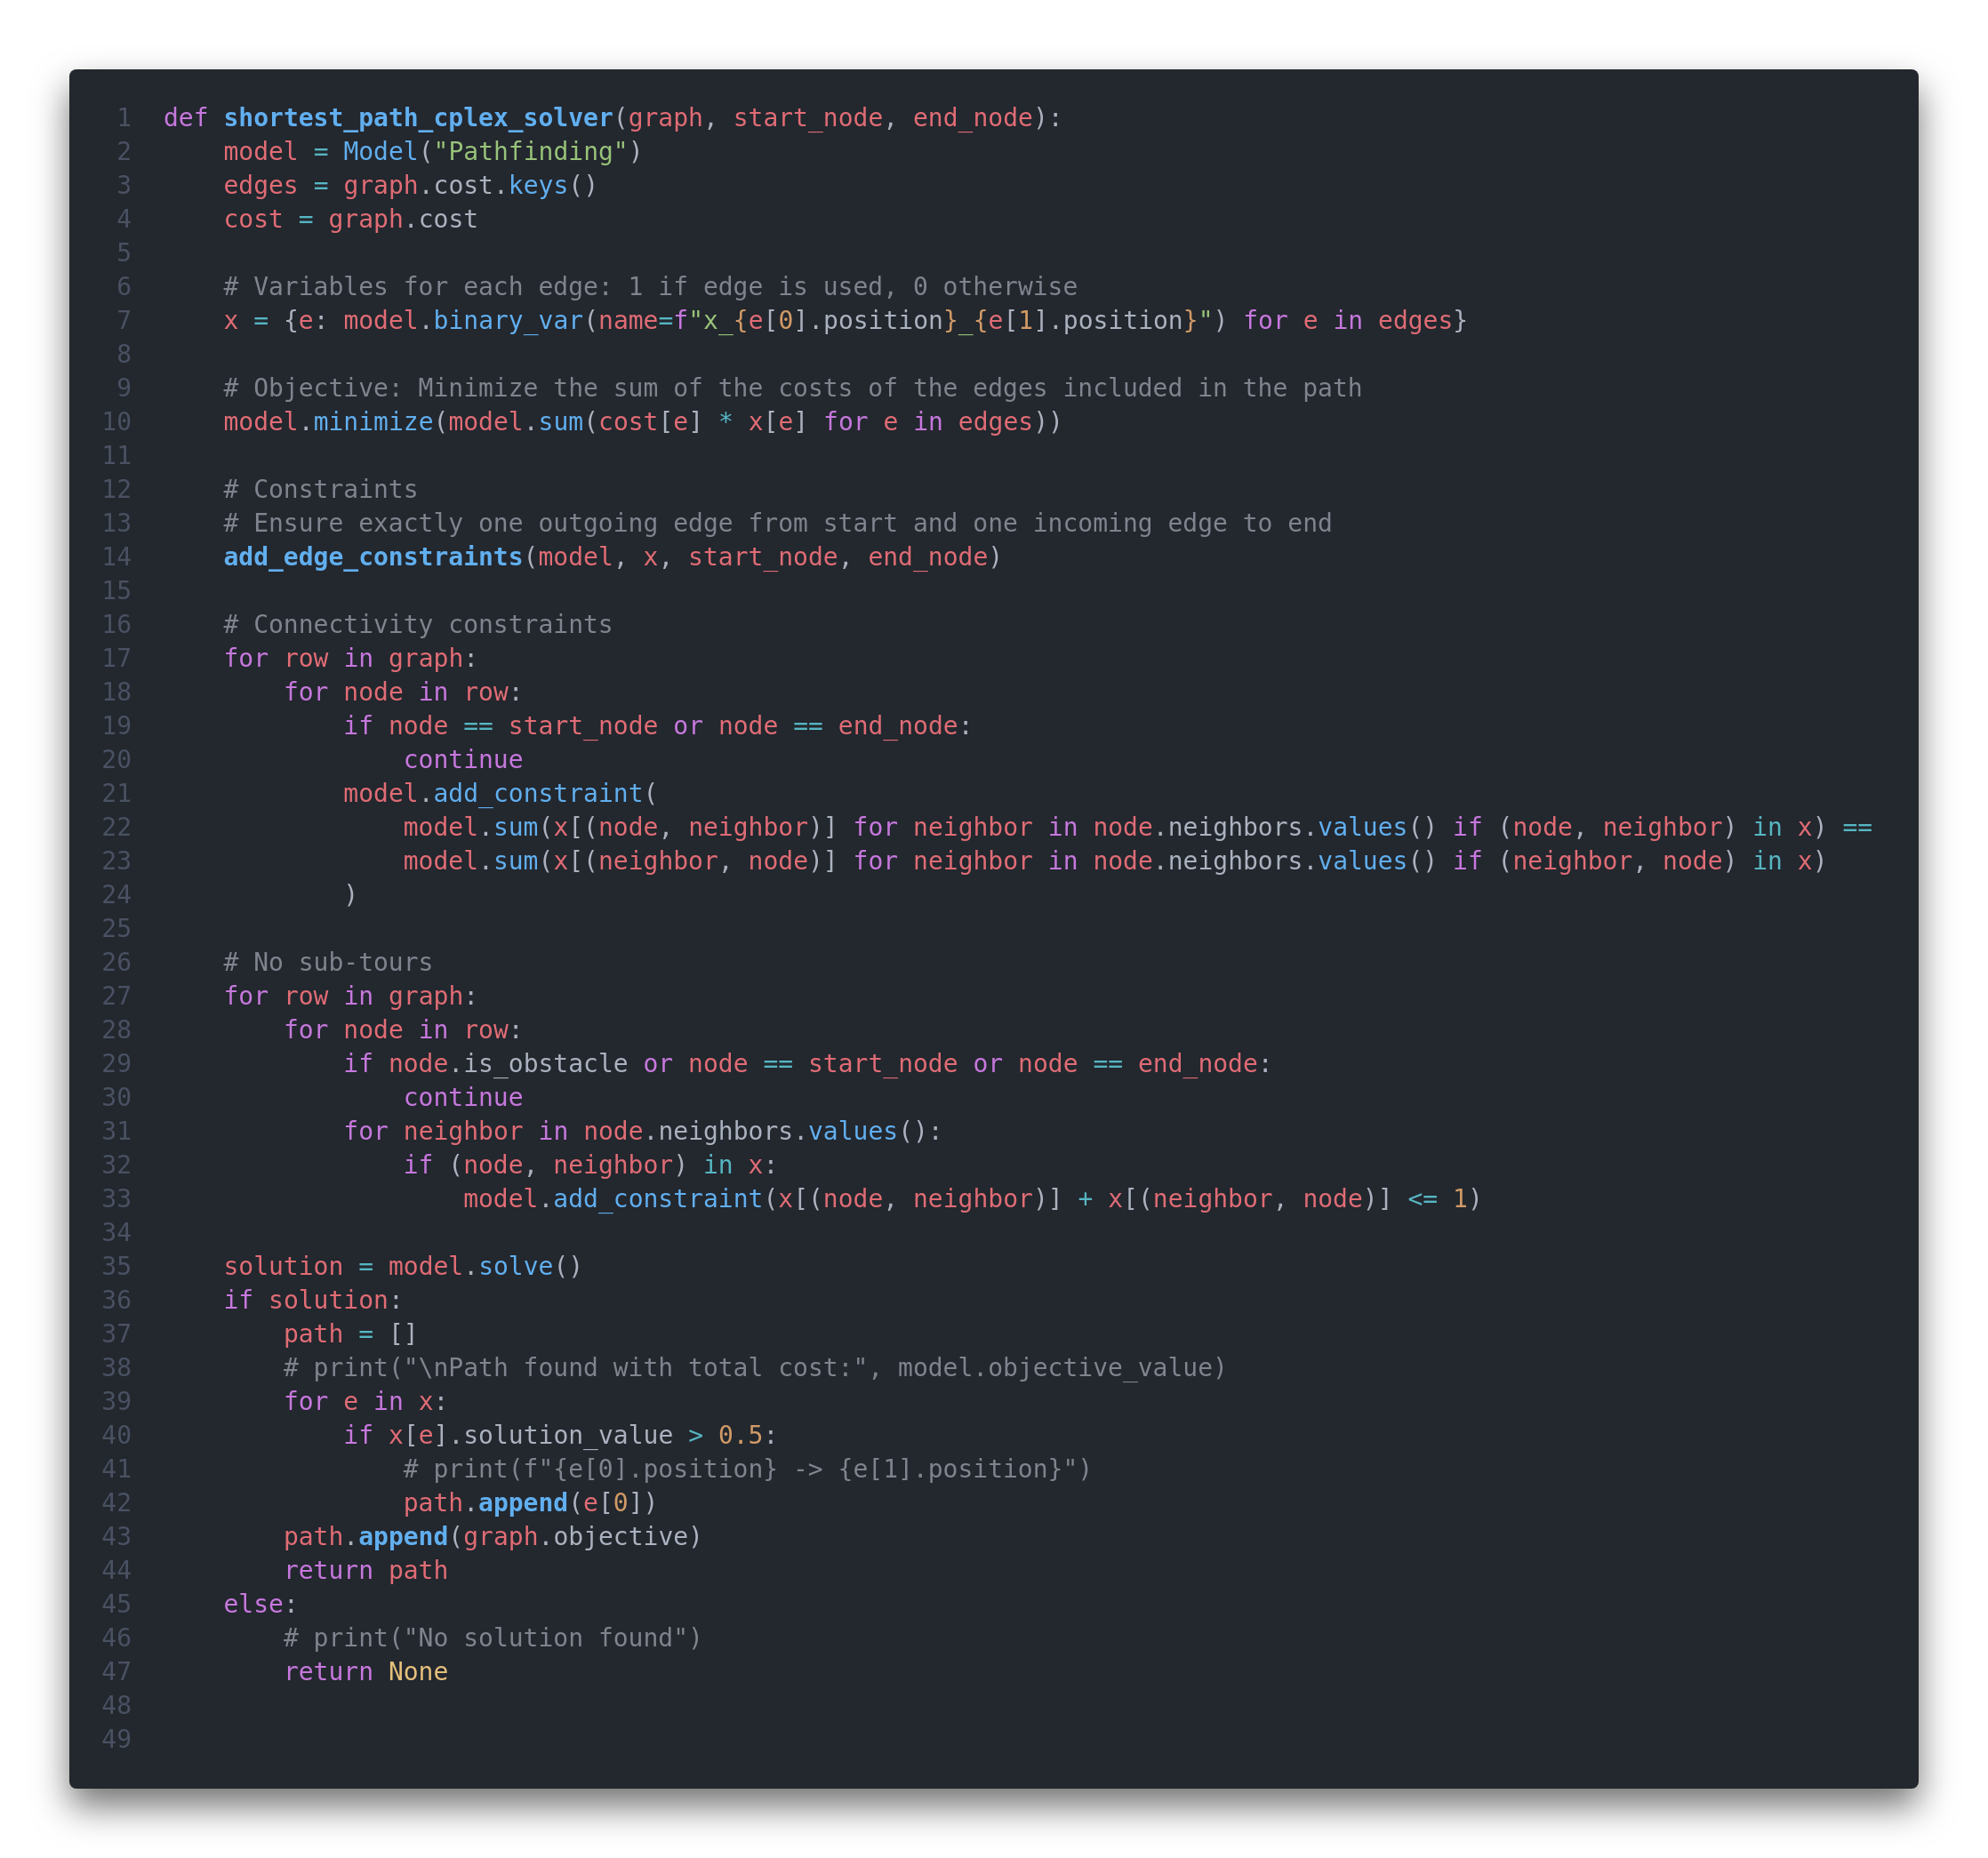 1 def shortest_path_cplex_solver(graph, start_node, end_node):
2     model = Model("Pathfinding")
3     edges = graph.cost.keys()
4     cost = graph.cost
5
6     # Variables for each edge: 1 if edge is used, 0 otherwise
7     x = {e: model.binary_var(name=f"x_{e[0].position}_{e[1].position}") for e in edges}
8
9     # Objective: Minimize the sum of the costs of the edges included in the path
10     model.minimize(model.sum(cost[e] * x[e] for e in edges))
11
12     # Constraints
13     # Ensure exactly one outgoing edge from start and one incoming edge to end
14     add_edge_constraints(model, x, start_node, end_node)
15
16     # Connectivity constraints
17     for row in graph:
18         for node in row:
19             if node == start_node or node == end_node:
20                 continue
21             model.add_constraint(
22                 model.sum(x[(node, neighbor)] for neighbor in node.neighbors.values() if (node, neighbor) in x) ==
23                 model.sum(x[(neighbor, node)] for neighbor in node.neighbors.values() if (neighbor, node) in x)
24             )
25
26     # No sub-tours
27     for row in graph:
28         for node in row:
29             if node.is_obstacle or node == start_node or node == end_node:
30                 continue
31             for neighbor in node.neighbors.values():
32                 if (node, neighbor) in x:
33                     model.add_constraint(x[(node, neighbor)] + x[(neighbor, node)] <= 1)
34
35     solution = model.solve()
36     if solution:
37         path = []
38         # print("\nPath found with total cost:", model.objective_value)
39         for e in x:
40             if x[e].solution_value > 0.5:
41                 # print(f"{e[0].position} -> {e[1].position}")
42                 path.append(e[0])
43         path.append(graph.objective)
44         return path
45     else:
46         # print("No solution found")
47         return None
48
49